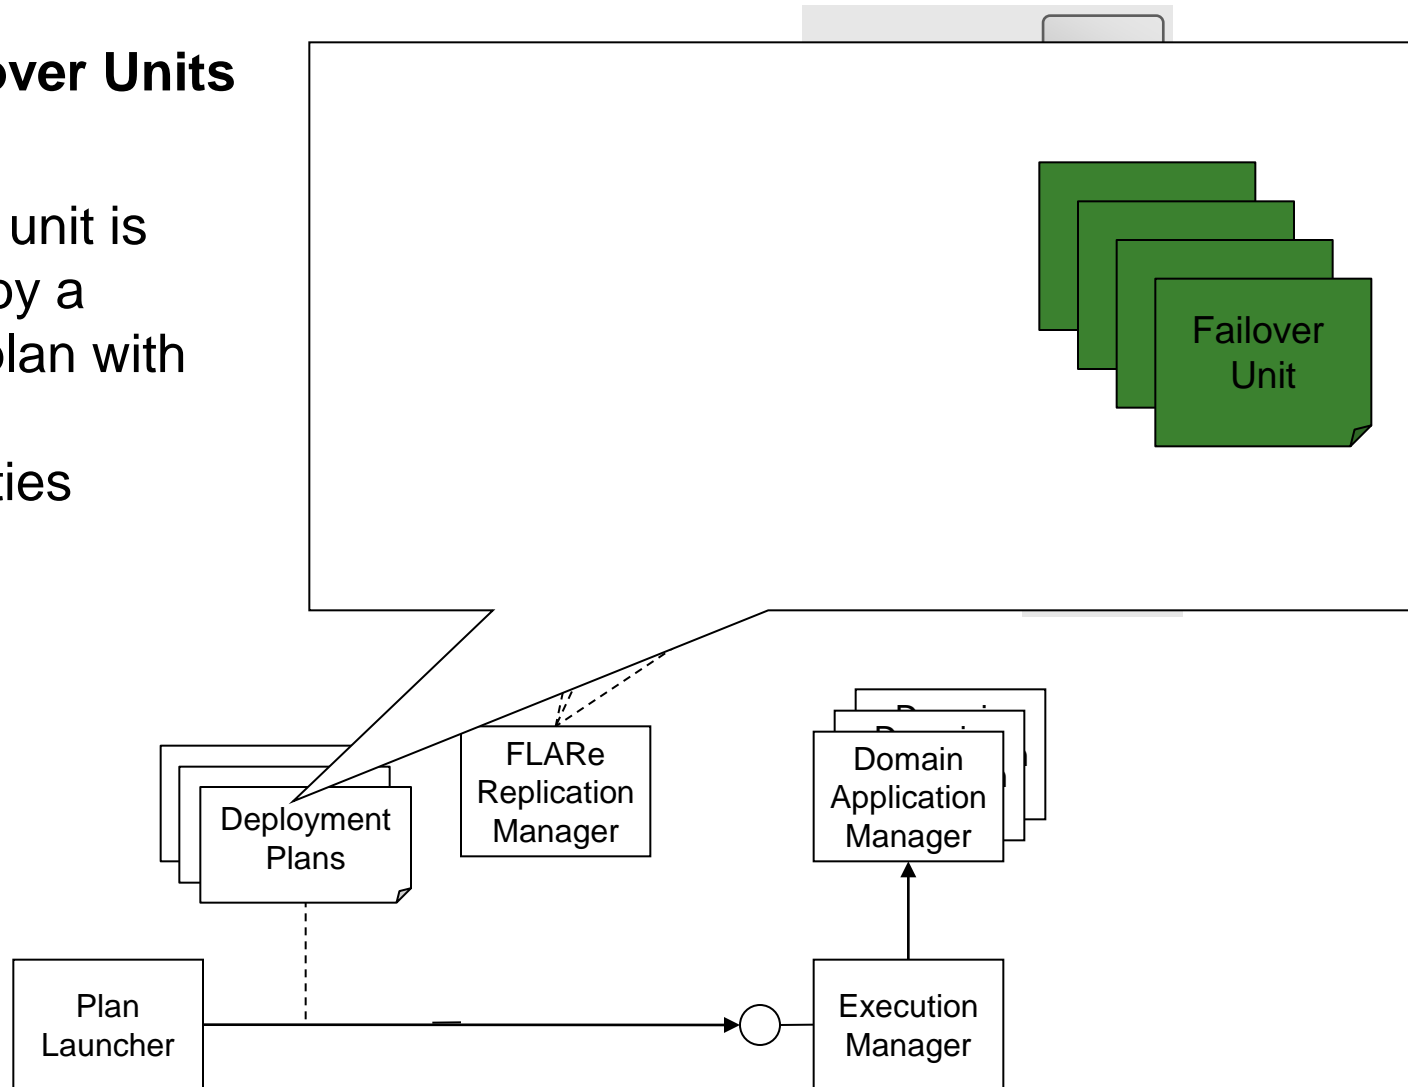 over Units
unit is
by a
plan with
ties
Failover
Unit
FLARe
Replication
Manager
Domain
Application
Manager
Deployment
Plans
Plan
Launcher
Execution
Manager